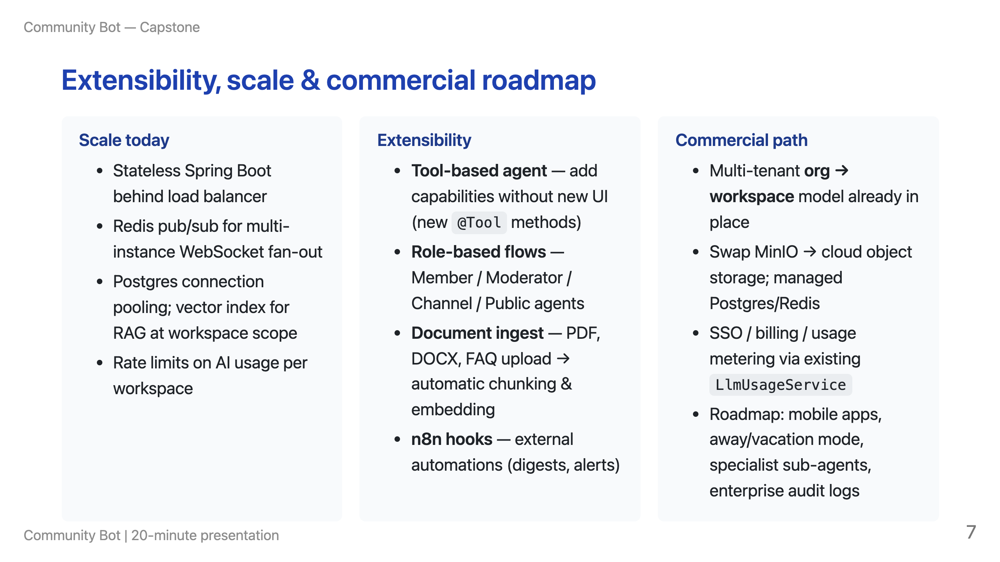 Community Bot — Capstone
Extensibility, scale & commercial roadmap
Scale today
• Stateless Spring Boot
behind load balancer
• Redis pub/sub for multi-
instance WebSocket fan-out
• Postgres connection
pooling; vector index for
RAG at workspace scope
• Rate limits on AI usage per
workspace
Extensibility
• Tool-based agent — add
capabilities without new UI
(new @Tool methods)
• Role-based flows —
Member / Moderator /
Channel / Public agents
• Document ingest — PDF,
DOCX, FAQ upload →
automatic chunking &
embedding
• n8n hooks — external
automations (digests, alerts)
Commercial path
• Multi-tenant org →
workspace model already in
place
• Swap MinIO → cloud object
storage; managed
Postgres/Redis
• SSO / billing / usage
metering via existing
LlmUsageService
• Roadmap: mobile apps,
away/vacation mode,
specialist sub-agents,
enterprise audit logs
Community Bot | 20-minute presentation
7